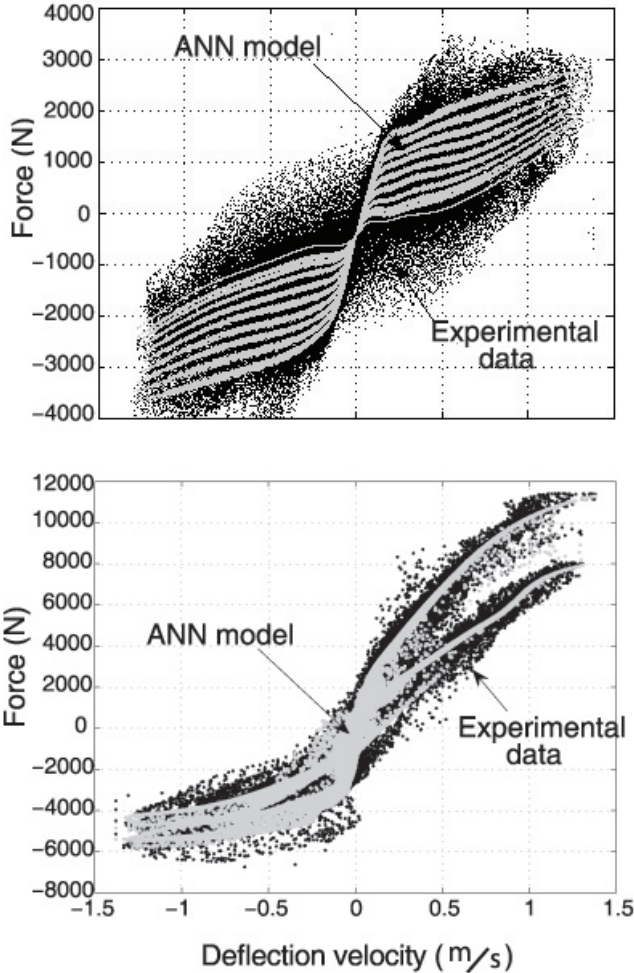 4000
3000
2000
1000
0
−1000
−2000
−3000
−4000
Force (N)
ANN model
Experimental
data
12000
10000
8000
6000
4000
2000
0
−2000
−4000
−6000
−8000
Force (N)
ANN model
Experimental
data
−1.5 −1 −0.5 0 0.5 1 1.5
Deflection velocity (m/s)